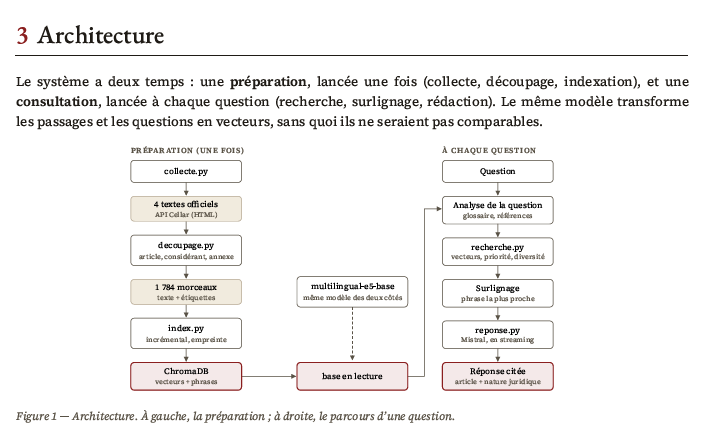 3 Architecture
Le système a deux temps : une préparation, lancée une fois (collecte, découpage, indexation), et une
consultation, lancée à chaque question (recherche, surlignage, rédaction). Le même modèle transforme
les passages et les questions en vecteurs, sans quoi ils ne seraient pas comparables.
PRÉPARATION (UNE FOIS)
collecte.py
4 textes officiels
API Cellar (HTML)
decoupage.py
article, considérant, annexe
1 784 morceaux
texte + étiquettes
index.py
incrémental, empreinte
ChromaDB
vecteurs + phrases
multilingual-e5-base
même modèle des deux côtés
base en lecture
À CHAQUE QUESTION
Question
Analyse de la question
glossaire, références
recherche.py
vecteurs, priorité, diversité
Surlignage
phrase la plus proche
reponse.py
Mistral, en streaming
Réponse citée
article + nature juridique
Figure 1 — Architecture. À gauche, la préparation ; à droite, le parcours d'une question.